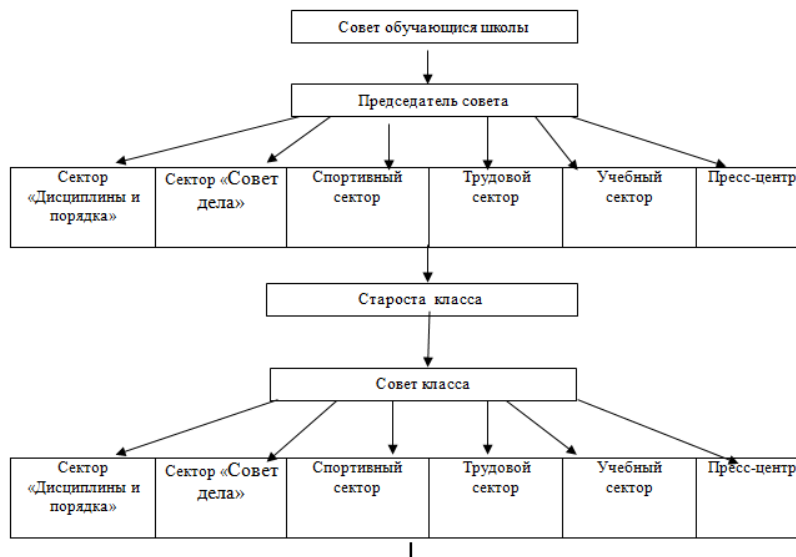 Совет обучающися школы
Председатель совета
Сектор
«Дисциплины и
порядка»
Сектор «Совет
дела»
Спортивный
сектор
Трудовой
сектор
Учебный
сектор
Пресс-центр
Староста класса
Совет класса
Сектор
«Дисциплины и
порядка»
Сектор «Совет
дела»
Спортивный
сектор
Трудовой
сектор
Учебный
сектор
Пресс-центр